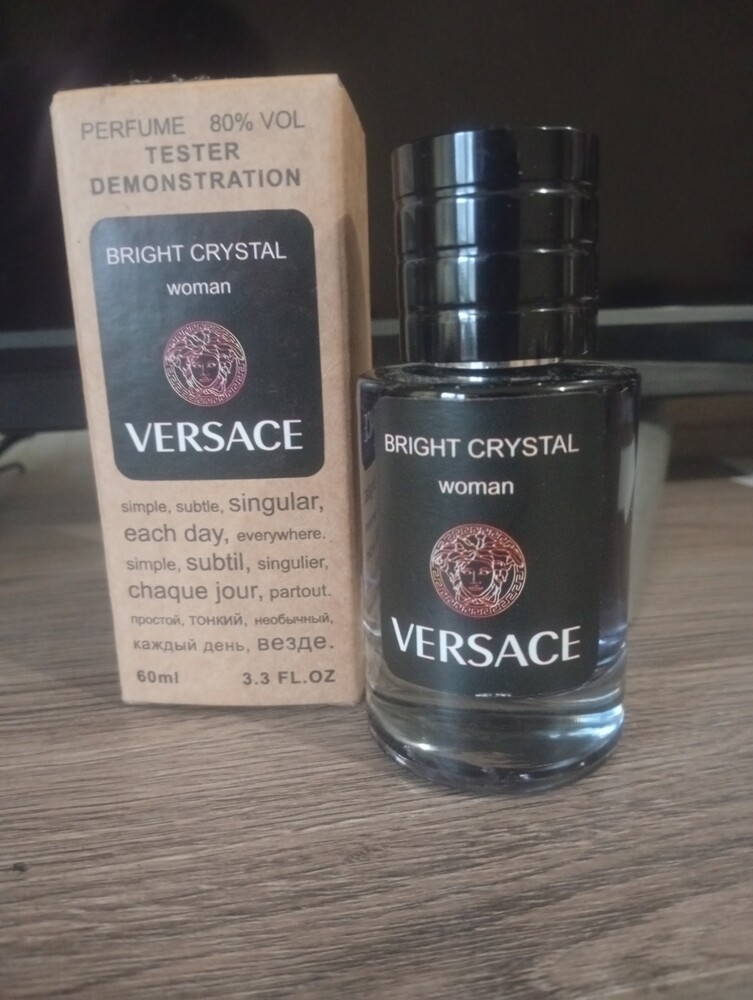 PERFUME 80% VOL
TESTER
DEMONSTRATION
BRIGHT CRYSTAL
woman
VERSACE
simple, subtle, singular,
each day, everywhere.
simple, subtil, singulier,
chaque jour, partout.
простой, тонкий, необычный,
каждый день, везде.
60ml 3.3 FL.OZ
BRIGHT CRYSTAL
woman
VERSACE